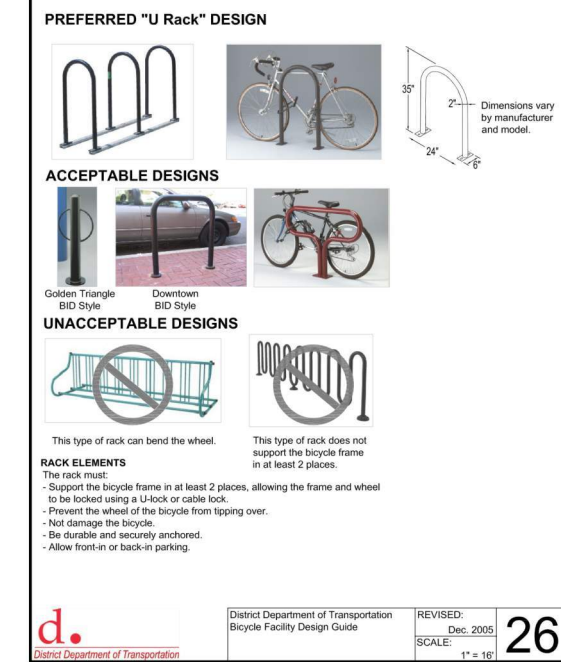 PREFERRED "U Rack" DESIGN
35"
2"
Dimensions vary
by manufacturer
and model.
24"
6"
ACCEPTABLE DESIGNS
Golden Triangle
BID Style
Downtown
BID Style
UNACCEPTABLE DESIGNS
This type of rack can bend the wheel.
This type of rack does not
support the bicycle frame
in at least 2 places.
RACK ELEMENTS
The rack must:
- Support the bicycle frame in at least 2 places, allowing the frame and wheel
to be locked using a U-lock or cable lock.
- Prevent the wheel of the bicycle from tipping over.
- Not damage the bicycle.
- Be durable and securely anchored.
- Allow front-in or back-in parking.
d.
District Department of Transportation
District Department of Transportation
Bicycle Facility Design Guide
REVISED:
Dec. 2005
SCALE:
1" = 16'
26